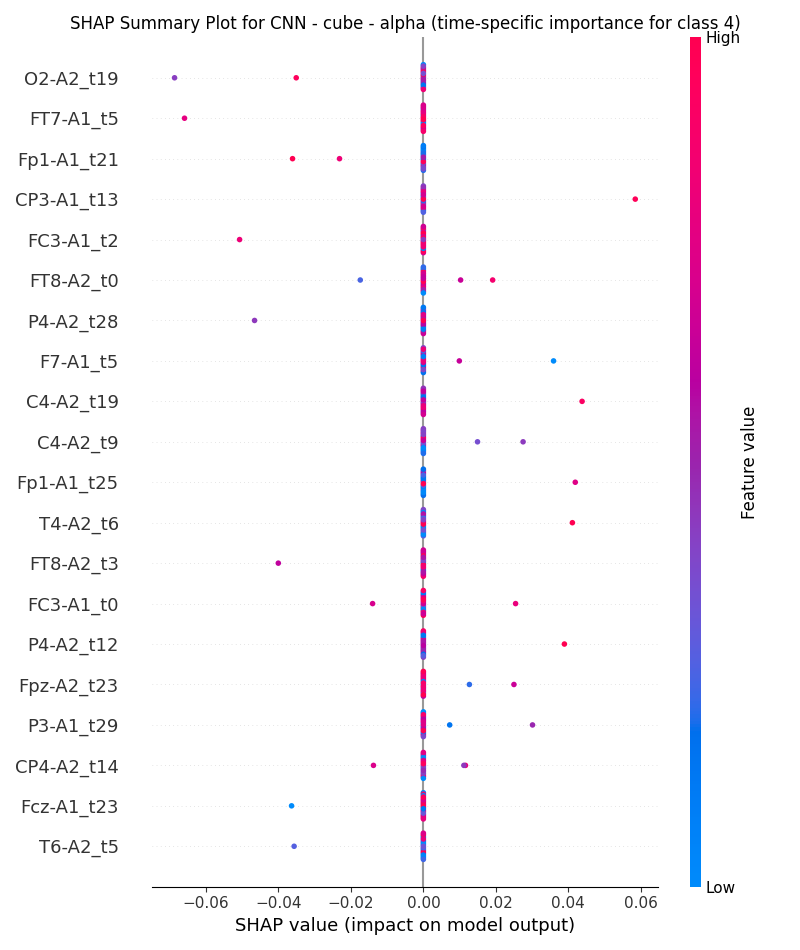 SHAP Summary Plot for CNN - cube - alpha (time-specific importance for class 4)
High
O2-A2_t19
FT7-A1_t5
Fp1-A1_t21
CP3-A1_t13
FC3-A1_t2
FT8-A2_t0
P4-A2_t28
F7-A1_t5
C4-A2_t19
C4-A2_t9
Fp1-A1_t25
T4-A2_t6
FT8-A2_t3
FC3-A1_t0
P4-A2_t12
Fpz-A2_t23
P3-A1_t29
CP4-A2_t14
Fcz-A1_t23
T6-A2_t5
Feature value
Low
−0.06 −0.04 −0.02 0.00 0.02 0.04 0.06
SHAP value (impact on model output)